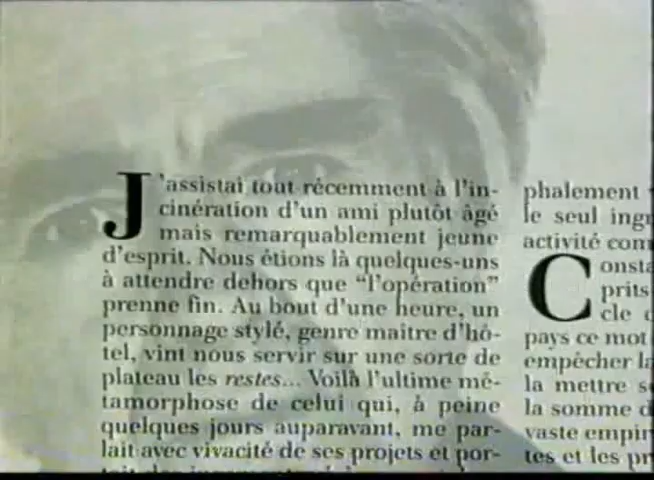 J'assistai tout récemment à l'in-
cinération d'un ami plutôt âgé
mais remarquablement jeune
d'esprit. Nous étions là quelques-uns
à attendre dehors que "l'opération"
prenne fin. Au bout d'une heure, un
personnage stylé, genre maître d'hô-
tel, vint nous servir sur une sorte de
plateau les restes... Voilà l'ultime mé-
tamorphose de celui qui, à peine
quelques jours auparavant, me par-
lait avec vivacité de ses projets et por-
phalement
le seul ingr
activité com
Consta
prits
cle d
pays ce mot
empêcher la
la mettre s
la somme d
vaste empir
tes et les pr